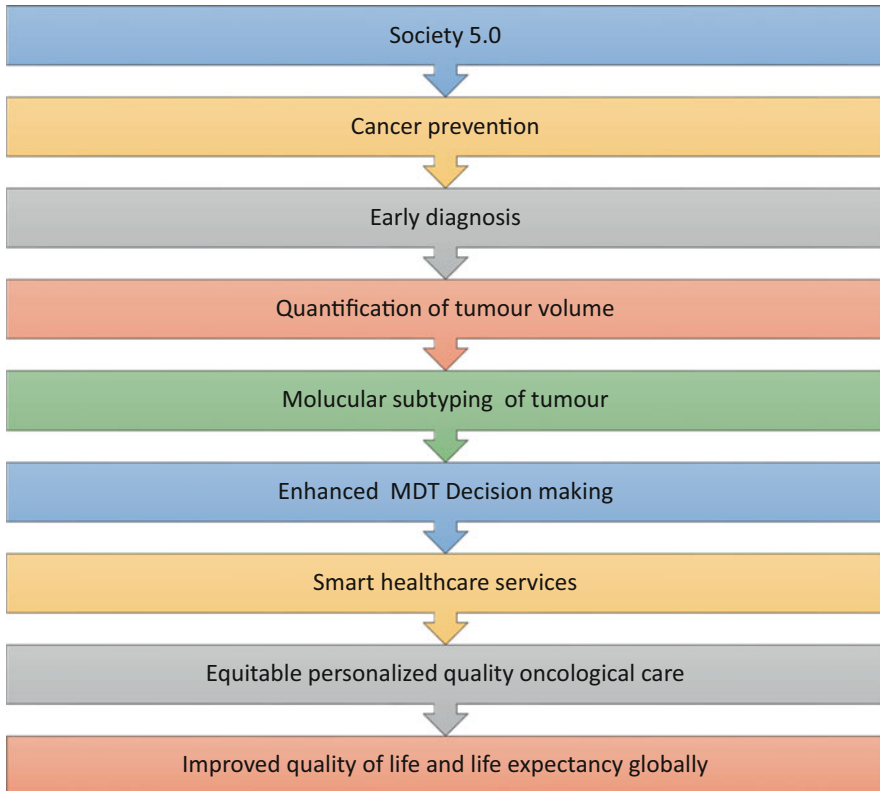 Society 5.0
Cancer prevention
Early diagnosis
Quantification of tumour volume
Molucular subtyping of tumour
Enhanced MDT Decision making
Smart healthcare services
Equitable personalized quality oncological care
Improved quality of life and life expectancy globally